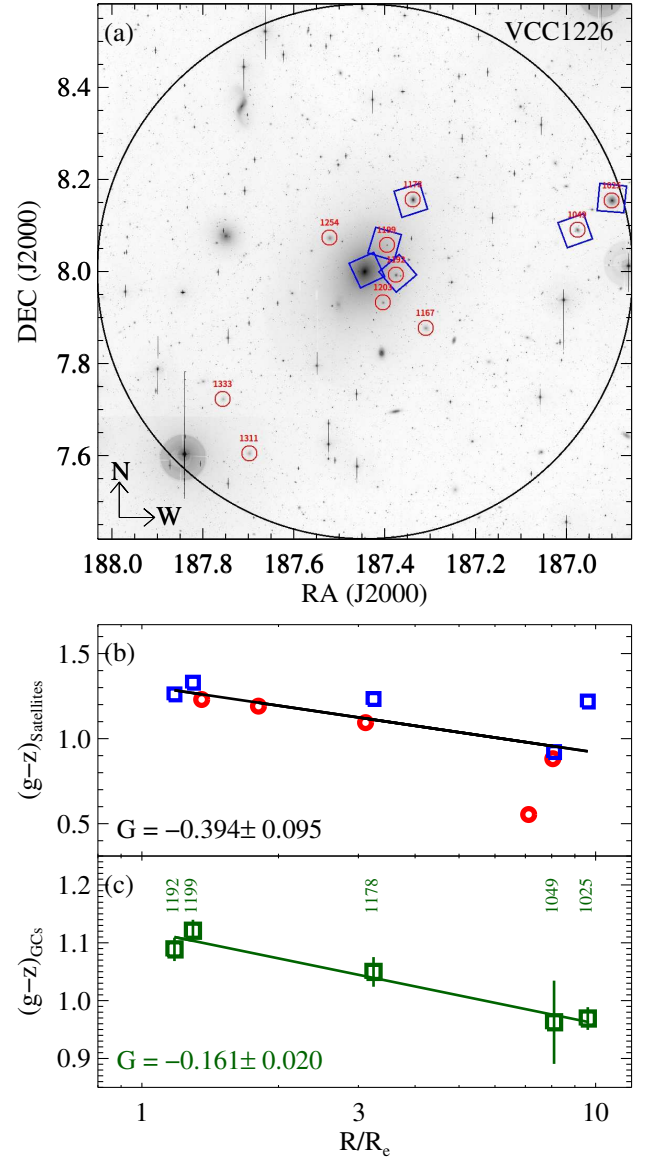 (a) VCC1226
8.4
8.2
8.0
7.8
7.6
DEC (J2000)
1178
1025
1049
1254
1199
1192
1203
1167
1333
1311
N
W
188.0 187.8 187.6 187.4 187.2 187.0
RA (J2000)
(b)
1.5
1.0
0.5
(g−z)Satellites
G = −0.394± 0.095
(c)
1192 1199 1178 1049 1025
1.2
1.1
1.0
0.9
(g−z)GCs
G = −0.161± 0.020
1 3 10
R/Re